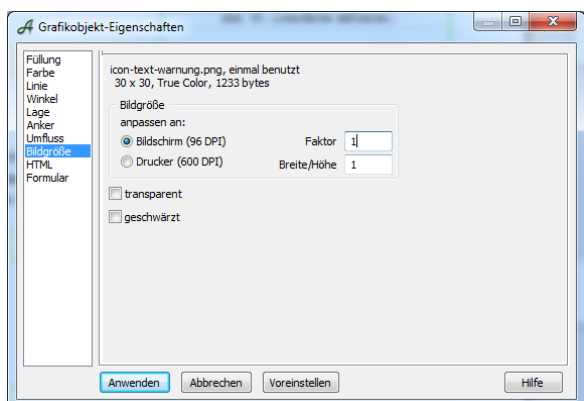 Grafikobjekt-Eigenschaften
Füllung
Farbe
Linie
Winkel
Lage
Anker
Umfluss
Bildgröße
HTML
Formular
icon-text-warnung.png, einmal benutzt
30 x 30, True Color, 1233 bytes
Bildgröße
anpassen an:
Bildschirm (96 DPI) Faktor 1
Drucker (600 DPI) Breite/Höhe 1
transparent
geschwärzt
Anwenden Abbrechen Voreinstellen Hilfe